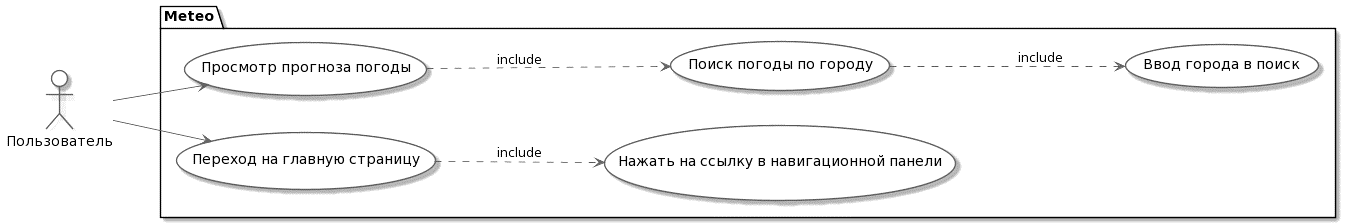 Meteo
Просмотр прогноза погоды
include
Поиск погоды по городу
include
Ввод города в поиск
Пользователь
Переход на главную страницу
include
Нажать на ссылку в навигационной панели